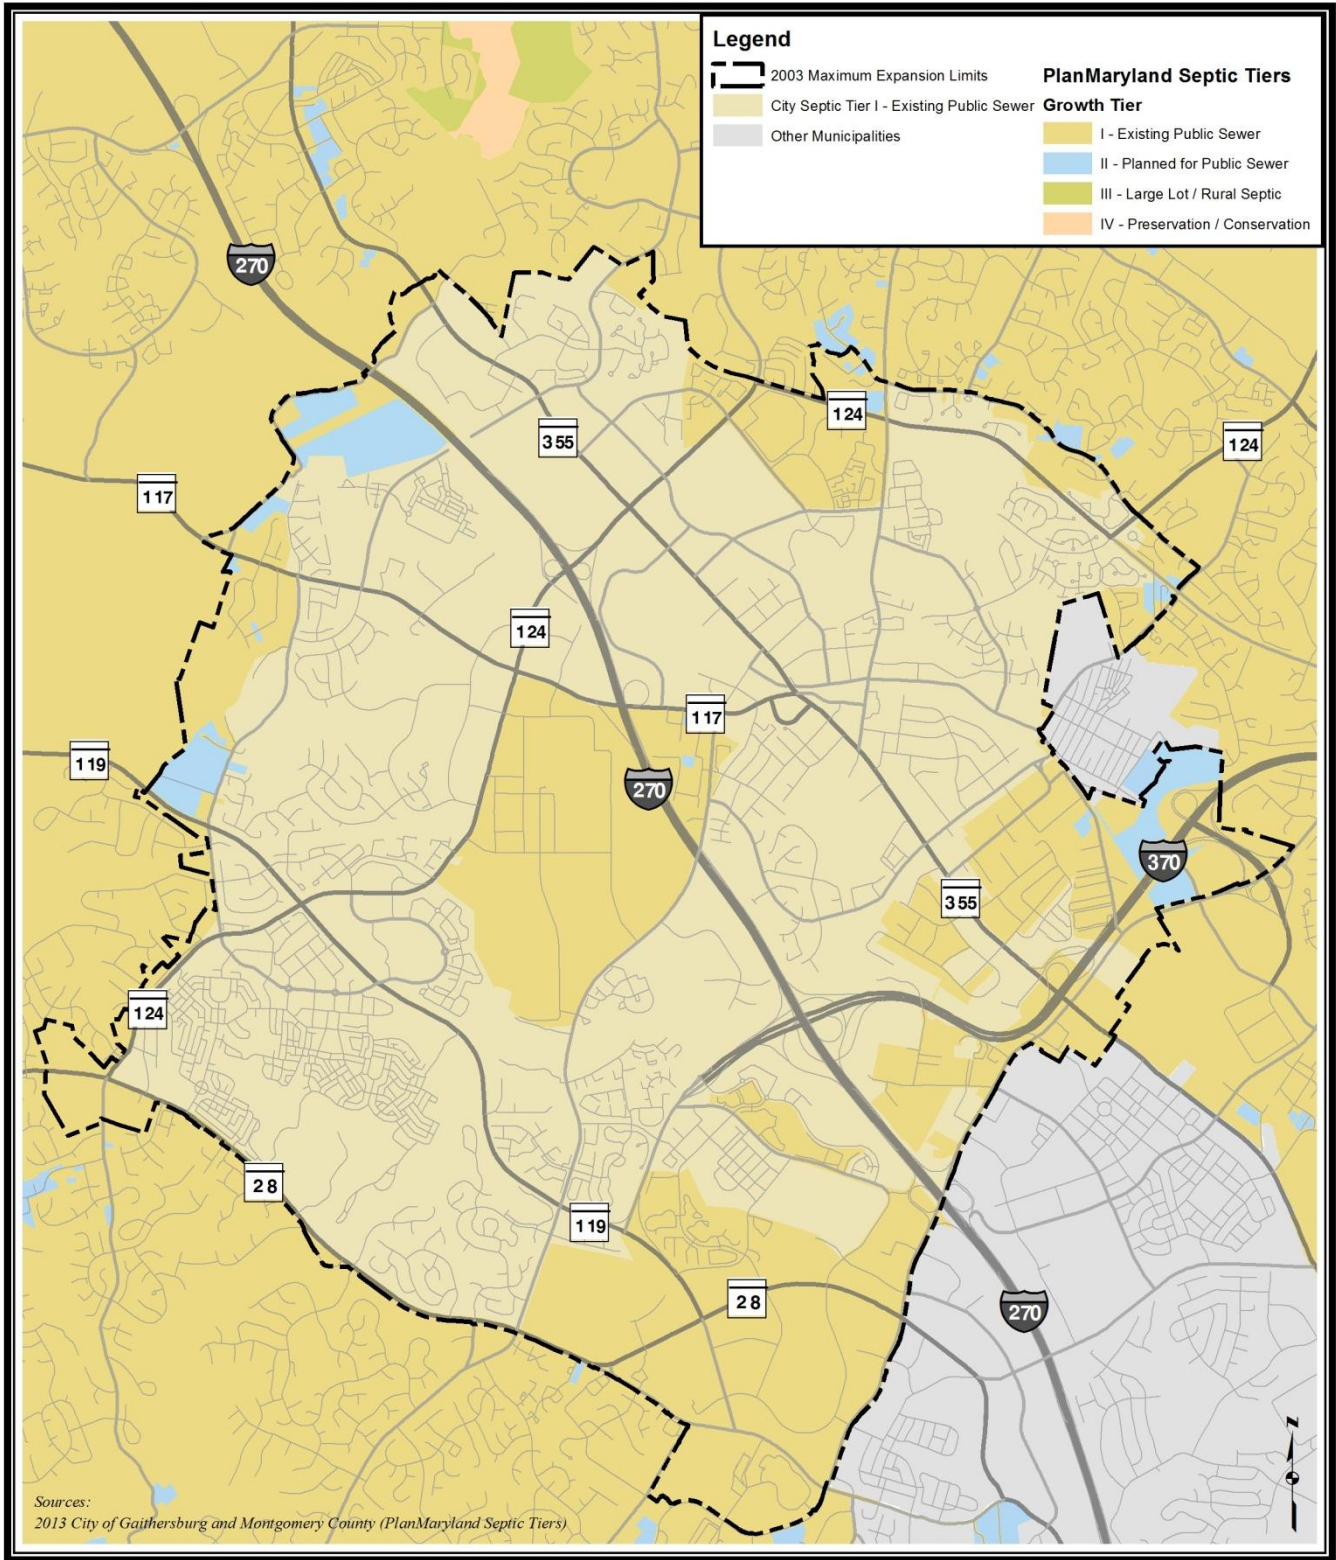 Legend
2003 Maximum Expansion Limits
City Septic Tier I - Existing Public Sewer
Other Municipalities
PlanMaryland Septic Tiers
Growth Tier
I - Existing Public Sewer
II - Planned for Public Sewer
III - Large Lot / Rural Septic
IV - Preservation / Conservation
270
355
124
124
117
124
117
119
270
370
355
124
28
119
28
270
N
Sources:
2013 City of Gaithersburg and Montgomery County (PlanMaryland Septic Tiers)